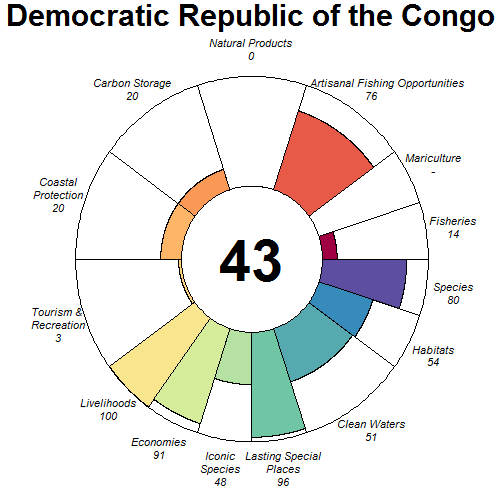 Democratic Republic of the Congo
Natural Products
0
Carbon Storage
20
Artisanal Fishing Opportunities
76
Mariculture
-
Coastal
Protection
20
Fisheries
14
43
Species
80
Tourism &
Recreation
3
Habitats
54
Livelihoods
100
Clean Waters
51
Economies
91
Iconic
Species
48
Lasting Special
Places
96